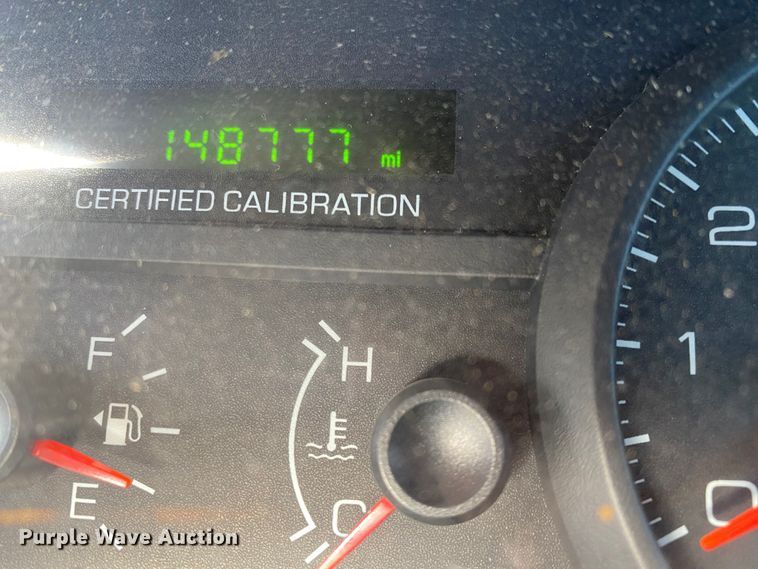 148777 mi
CERTIFIED CALIBRATION
2
F
H
1
E
C
0
Purple Wave Auction